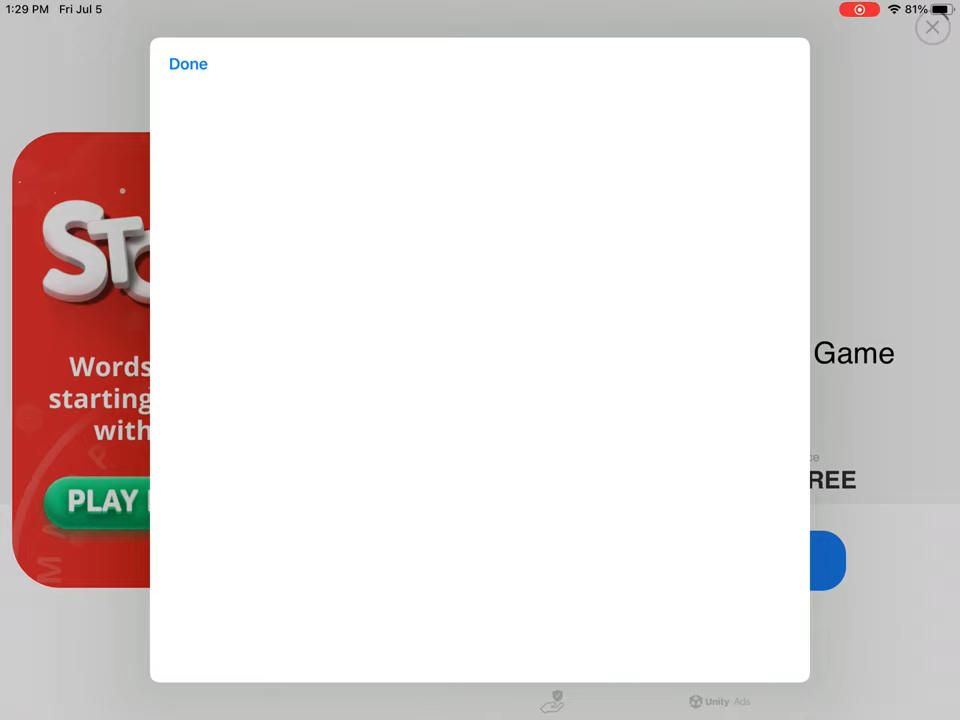 1:29 PM Fri Jul 5
81%
Done
Words
starting
with
PLAY
Game
REE
Unity Ads